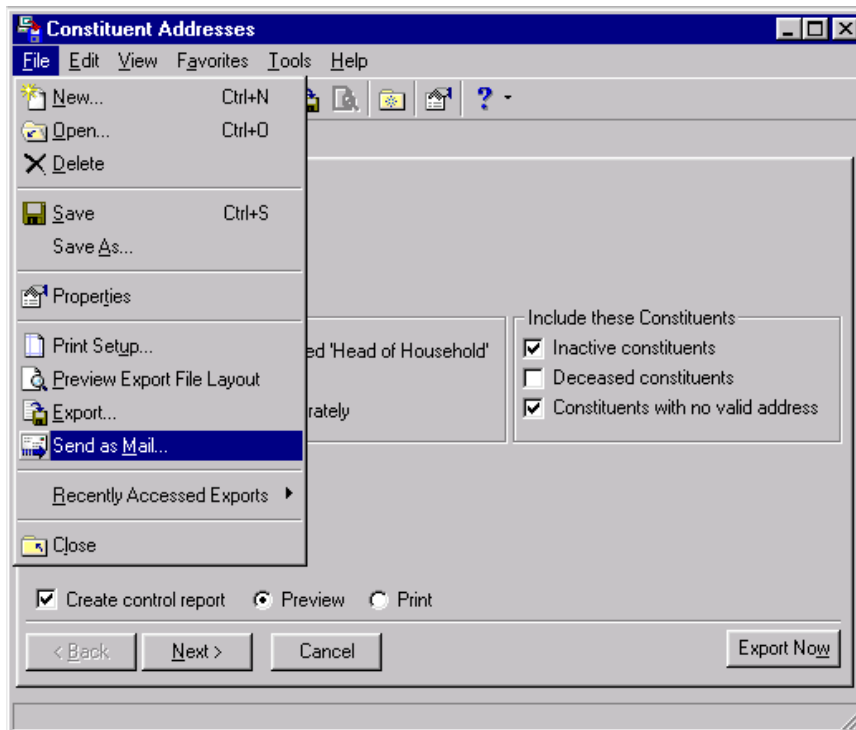 Constituent Addresses
File Edit View Favorites Tools Help
New... Ctrl+N
Open... Ctrl+O
Delete
Save Ctrl+S
Save As...
Properties
Print Setup...
Preview Export File Layout
Export...
Send as Mail...
Recently Accessed Exports
Close
ed 'Head of Household'
rately
Include these Constituents
Inactive constituents
Deceased constituents
Constituents with no valid address
Create control report Preview Print
< Back Next > Cancel Export Now